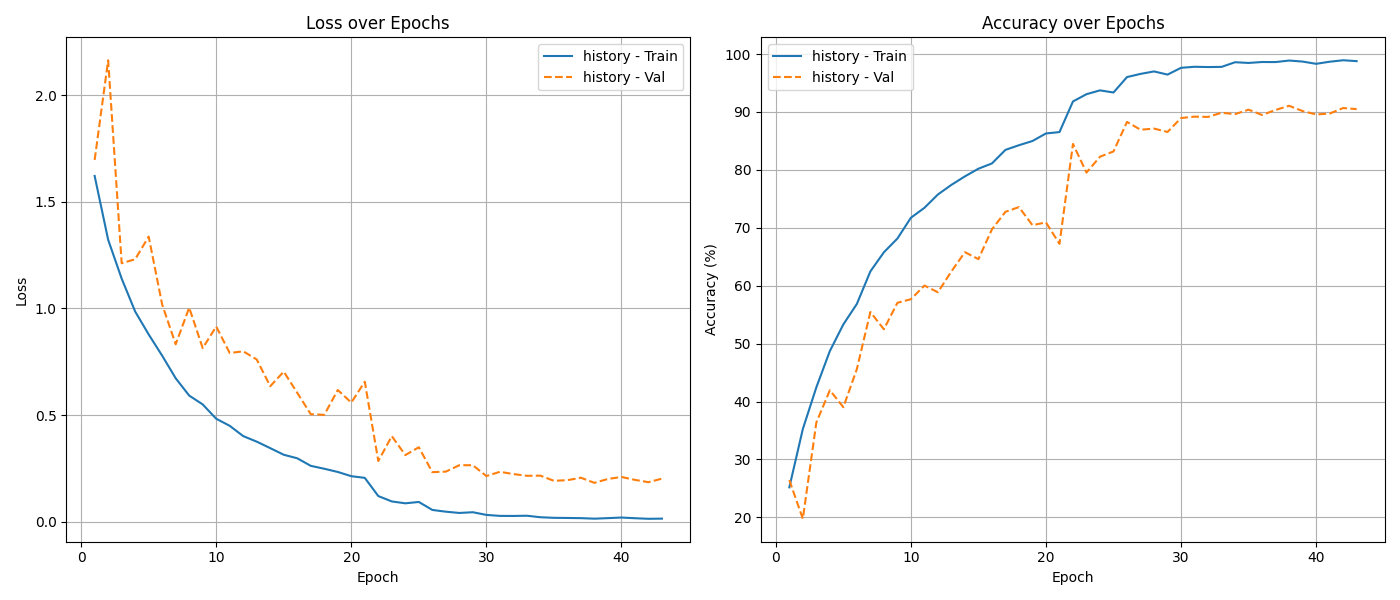 Loss over Epochs
history - Train
history - Val
2.0
1.5
1.0
0.5
0.0
Loss
0 10 20 30 40
Epoch
Accuracy over Epochs
history - Train
history - Val
100
90
80
70
60
50
40
30
20
Accuracy (%)
0 10 20 30 40
Epoch